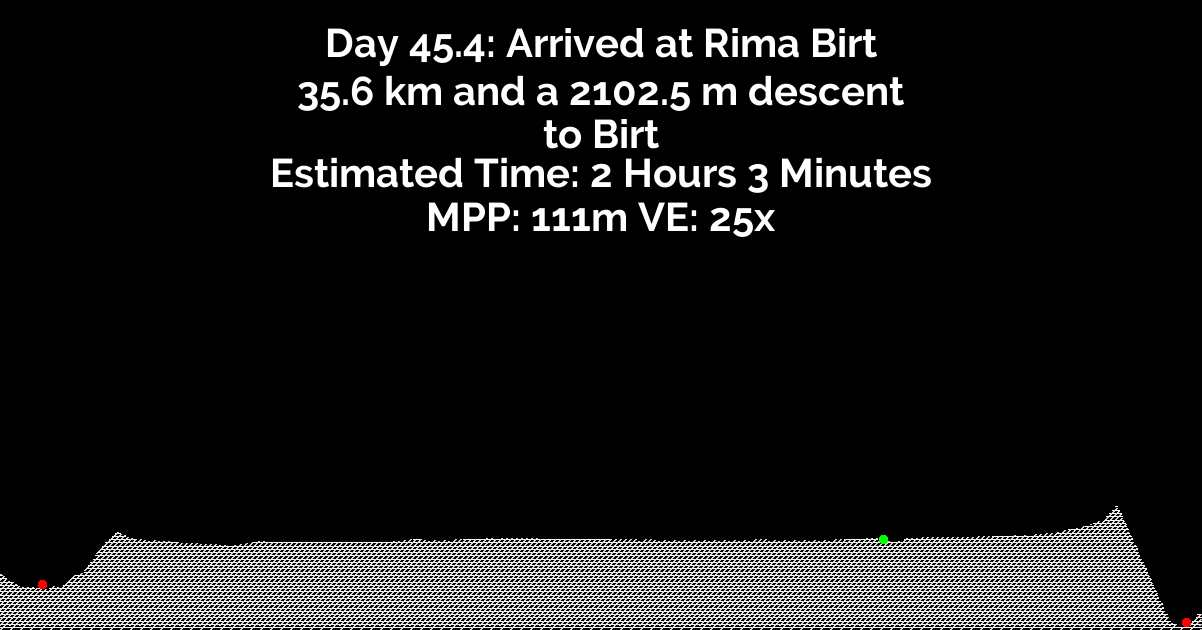 Day 45.4: Arrived at Rima Birt
35.6 km and a 2102.5 m descent
to Birt
Estimated Time: 2 Hours 3 Minutes
MPP: 111m VE: 25x